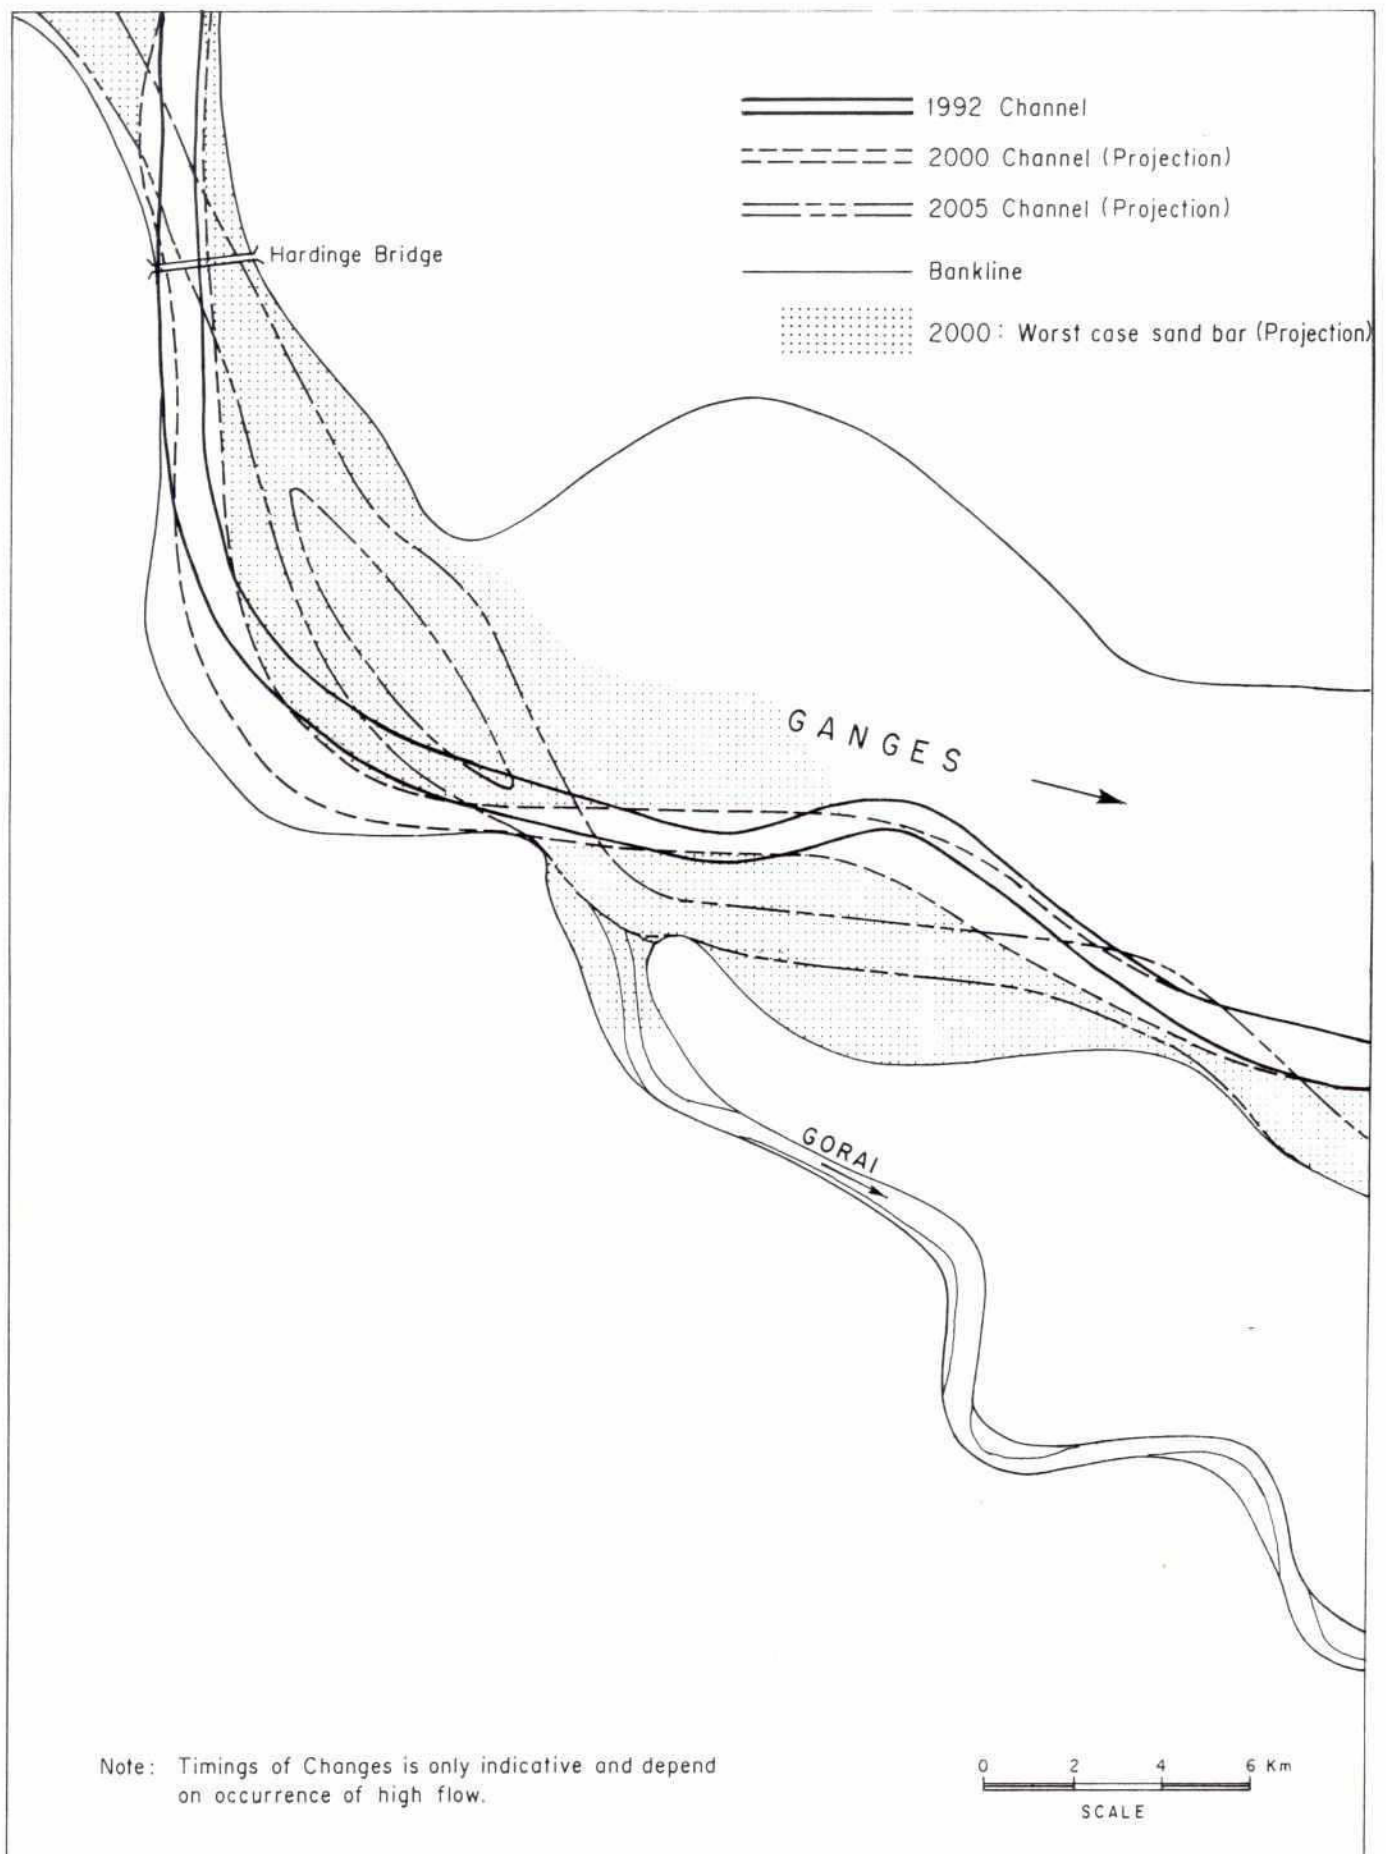 1992 Channel
2000 Channel (Projection)
2005 Channel (Projection)
Hardinge Bridge
Bankline
2000: Worst case sand bar (Projection)
GANGES
GORAI
Note: Timings of Changes is only indicative and depend
on occurrence of high flow.
0 2 4 6 Km
SCALE